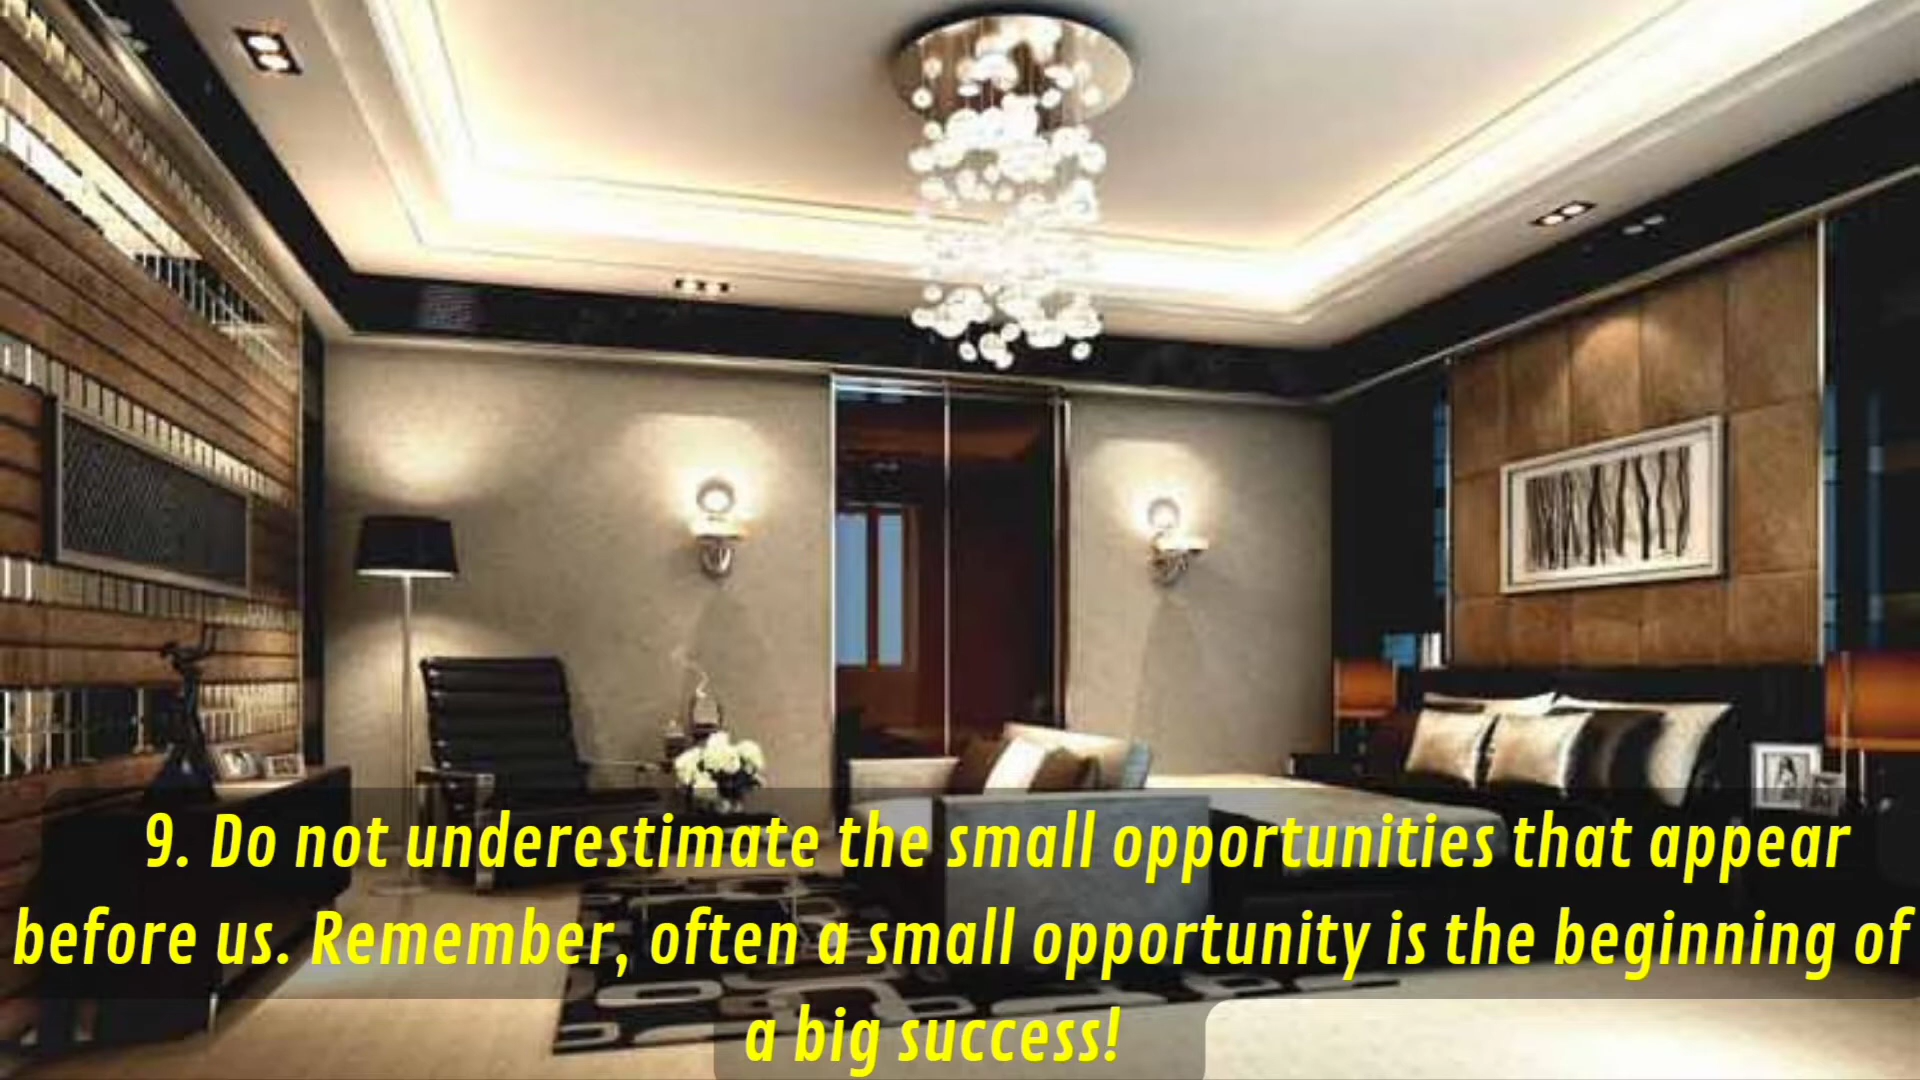 9. Do not underestimate the small opportunities that appear
before us. Remember, often a small opportunity is the beginning of
a big success!